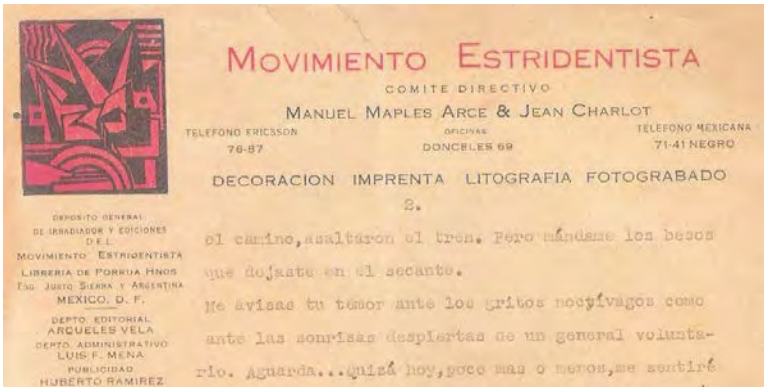 MOVIMIENTO ESTRIDENTISTA
COMITE DIRECTIVO
MANUEL MAPLES ARCE & JEAN CHARLOT
TELEFONO ERICSSON
76-87
OFICINAS
DONCELES 69
TELEFONO MEXICANA
71-41 NEGRO
DECORACION IMPRENTA LITOGRAFIA FOTOGRABADO
DEPOSITO GENERAL
DE IRRADIADOR Y EDICIONES
DEL
MOVIMIENTO ESTRIDENTISTA
LIBRERIA DE PORRUA HNOS
ESQ. JUSTO SIERRA Y ARGENTINA
MEXICO, D. F.
DEPTO. EDITORIAL
ARQUELES VELA
DEPTO. ADMINISTRATIVO
LUIS F. MENA
PUBLICIDAD
HUBERTO RAMIREZ
2.
el camino,asaltaron el tren. Pero mándame los besos
que dejaste en el secante.
Me avisas tu temor ante los gritos noctívagos como
ante las sonrisas despiertas de un general volunta-
rio. Aguarda...quizá hoy,poco mas o menos,me sentiré